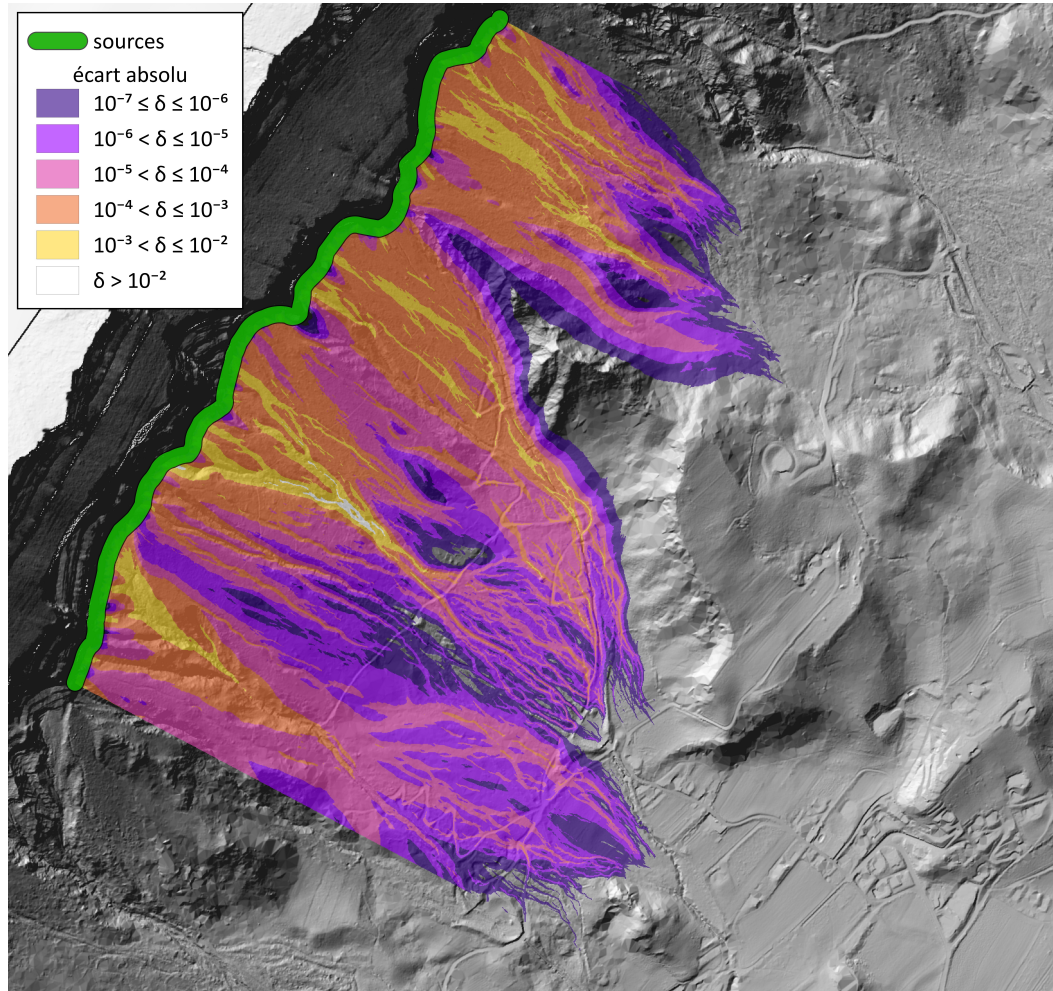 sources
écart absolu
10⁻⁷ ≤ δ ≤ 10⁻⁶
10⁻⁶ < δ ≤ 10⁻⁵
10⁻⁵ < δ ≤ 10⁻⁴
10⁻⁴ < δ ≤ 10⁻³
10⁻³ < δ ≤ 10⁻²
δ > 10⁻²